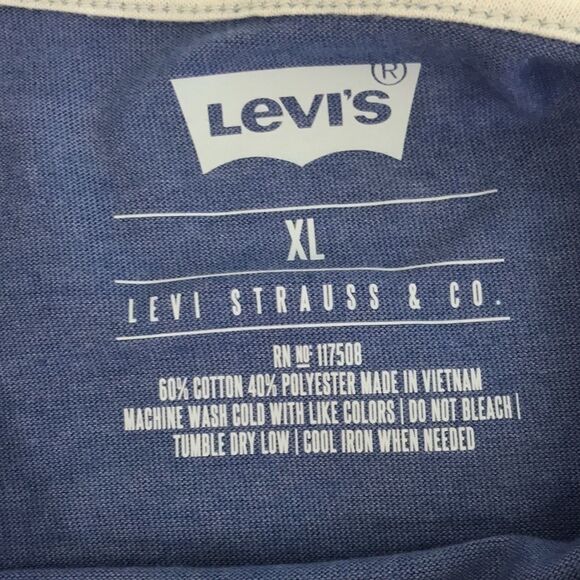 LEVI'S ®
XL
LEVI STRAUSS & CO.
RN NO: 117508
60% COTTON 40% POLYESTER MADE IN VIETNAM
MACHINE WASH COLD WITH LIKE COLORS | DO NOT BLEACH |
TUMBLE DRY LOW | COOL IRON WHEN NEEDED